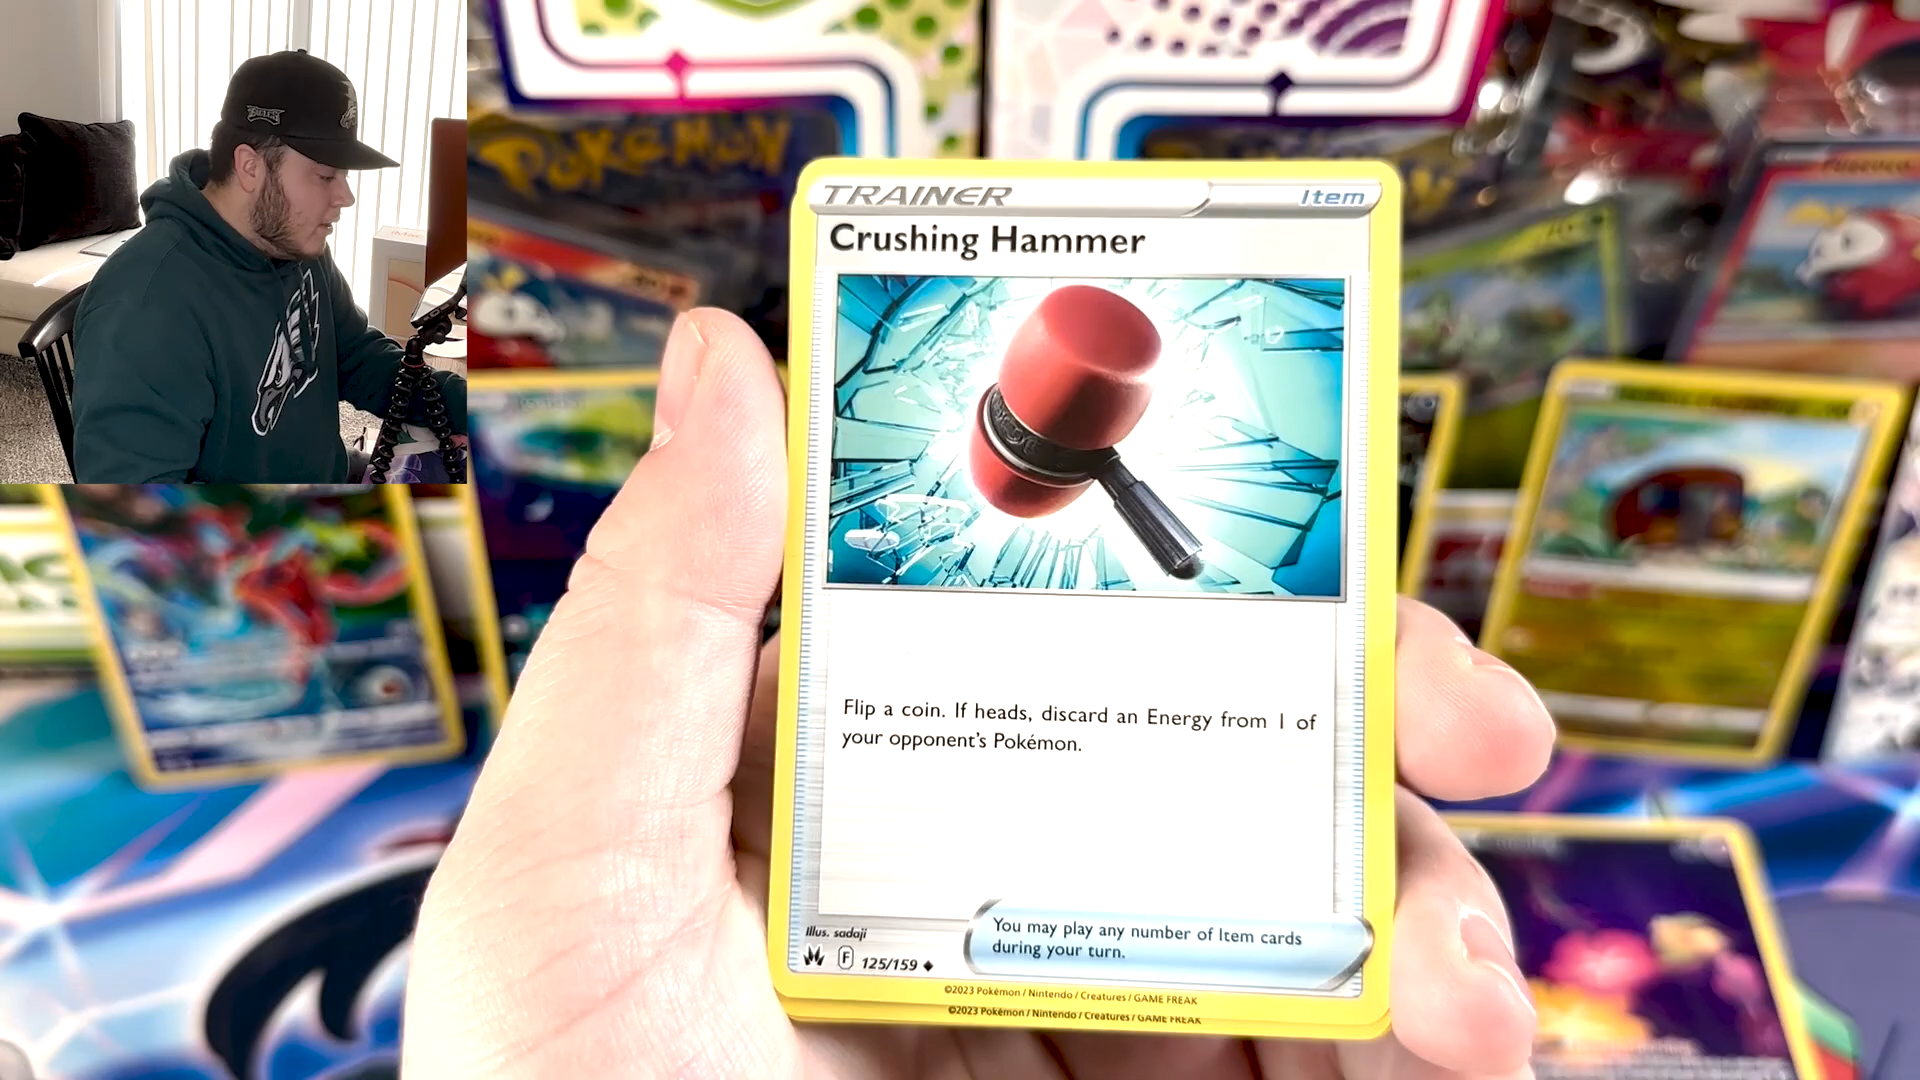 POKéMON
TRAINER
Item
Crushing Hammer
Flip a coin. If heads, discard an Energy from 1 of
your opponent's Pokémon.
Illus. sadaji
F
125/159
You may play any number of Item cards
during your turn.
©2023 Pokémon / Nintendo / Creatures / GAME FREAK
©2023 Pokémon / Nintendo / Creatures / GAME FREAK